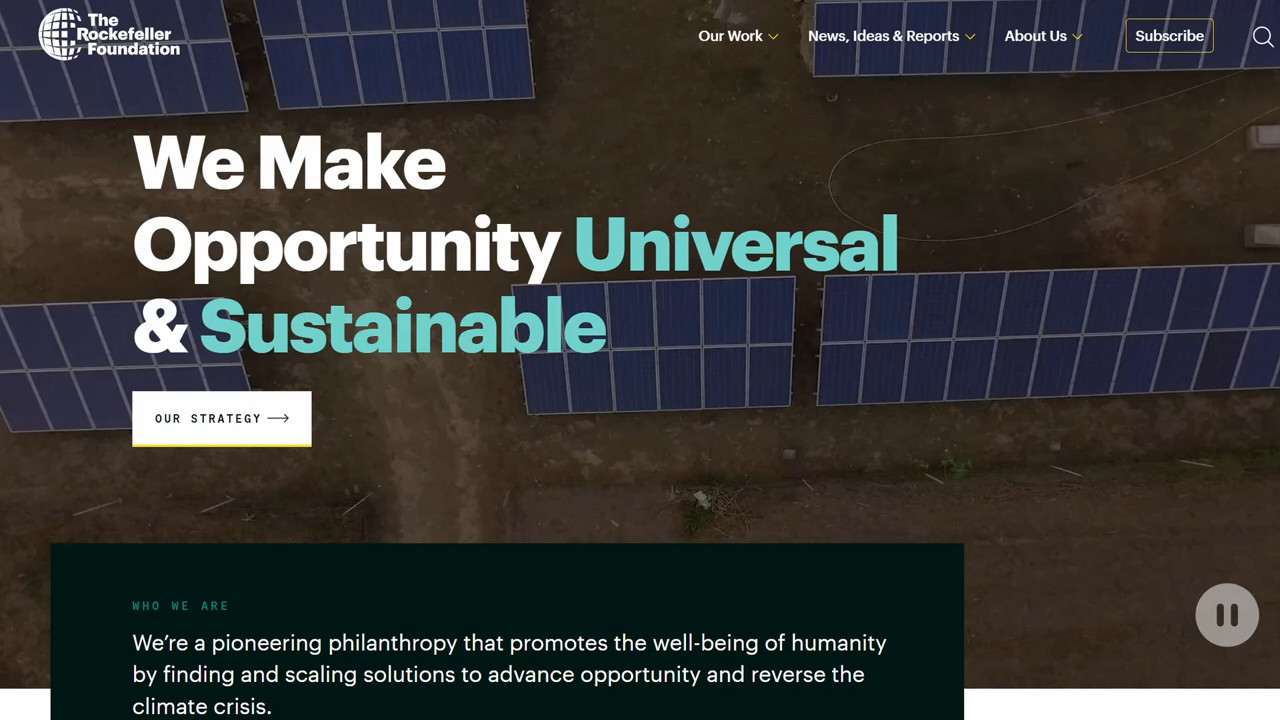 The
Rockefeller
Foundation
Our Work
News, Ideas & Reports
About Us
Subscribe
We Make
Opportunity Universal
& Sustainable
OUR STRATEGY
WHO WE ARE
We’re a pioneering philanthropy that promotes the well-being of humanity
by finding and scaling solutions to advance opportunity and reverse the
climate crisis.